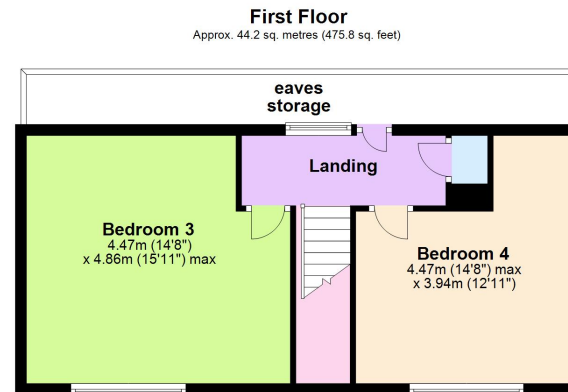 First Floor
Approx. 44.2 sq. metres (475.8 sq. feet)
eaves
storage
Landing
Bedroom 3
4.47m (14'8")
x 4.86m (15'11") max
Bedroom 4
4.47m (14'8") max
x 3.94m (12'11")